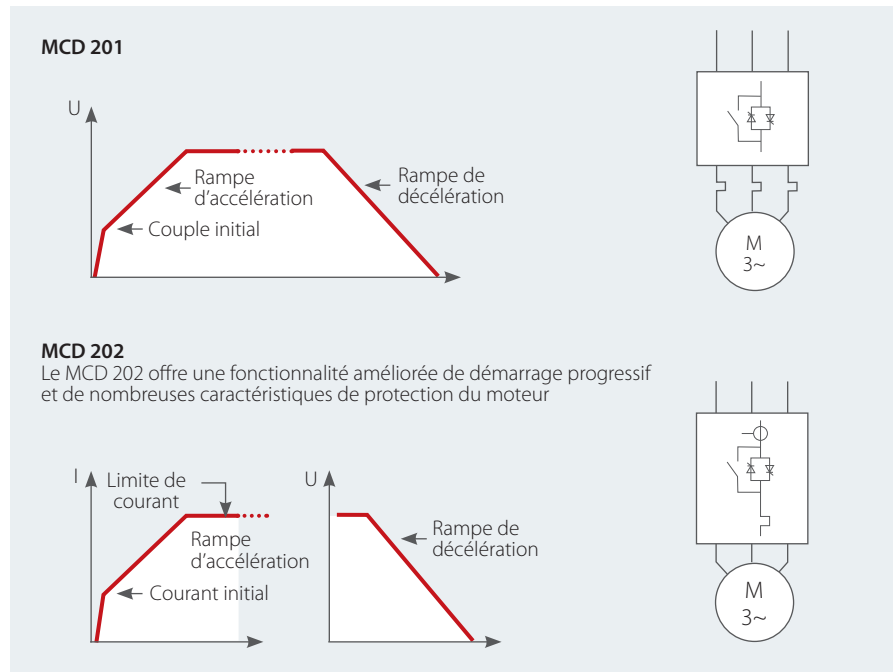 MCD 201
U
Rampe
d’accélération
Rampe de
décélération
Couple initial
M
3~
MCD 202
Le MCD 202 offre une fonctionnalité améliorée de démarrage progressif
et de nombreuses caractéristiques de protection du moteur
I
Limite de
courant
Rampe
d’accélération
Courant initial
U
Rampe de
décélération
M
3~